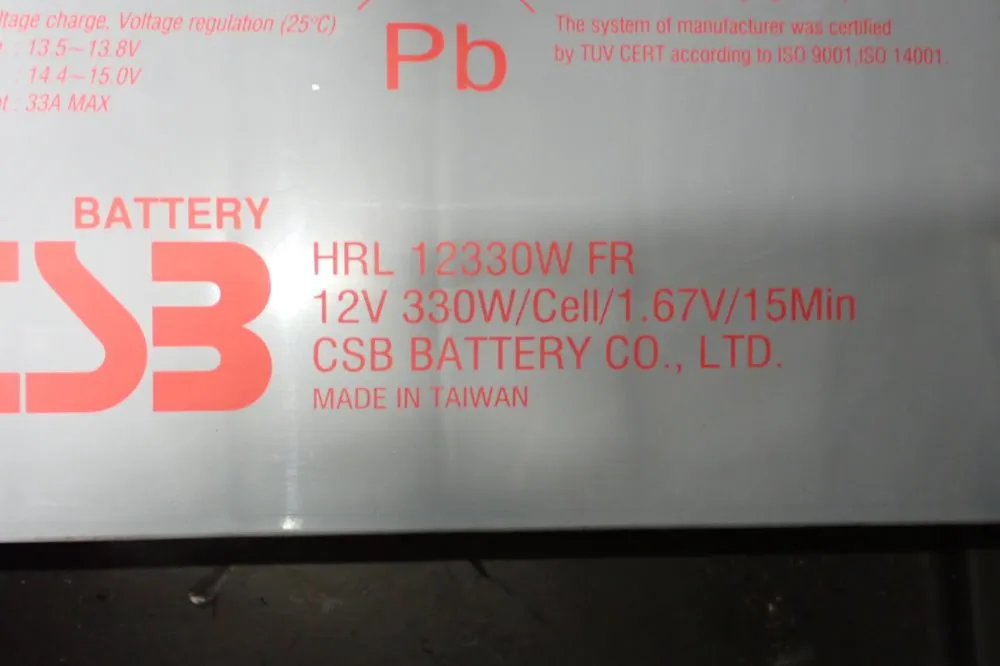 tage charge. Voltage regulation (25°C)
: 13.5~13.8V
: 14.4~15.0V
: 33A MAX
Pb
The system of manufacturer was certified
by TUV CERT according to ISO 9001.ISO 14001.
BATTERY
CSB
HRL 12330W FR
12V 330W/Cell/1.67V/15Min
CSB BATTERY CO., LTD.
MADE IN TAIWAN